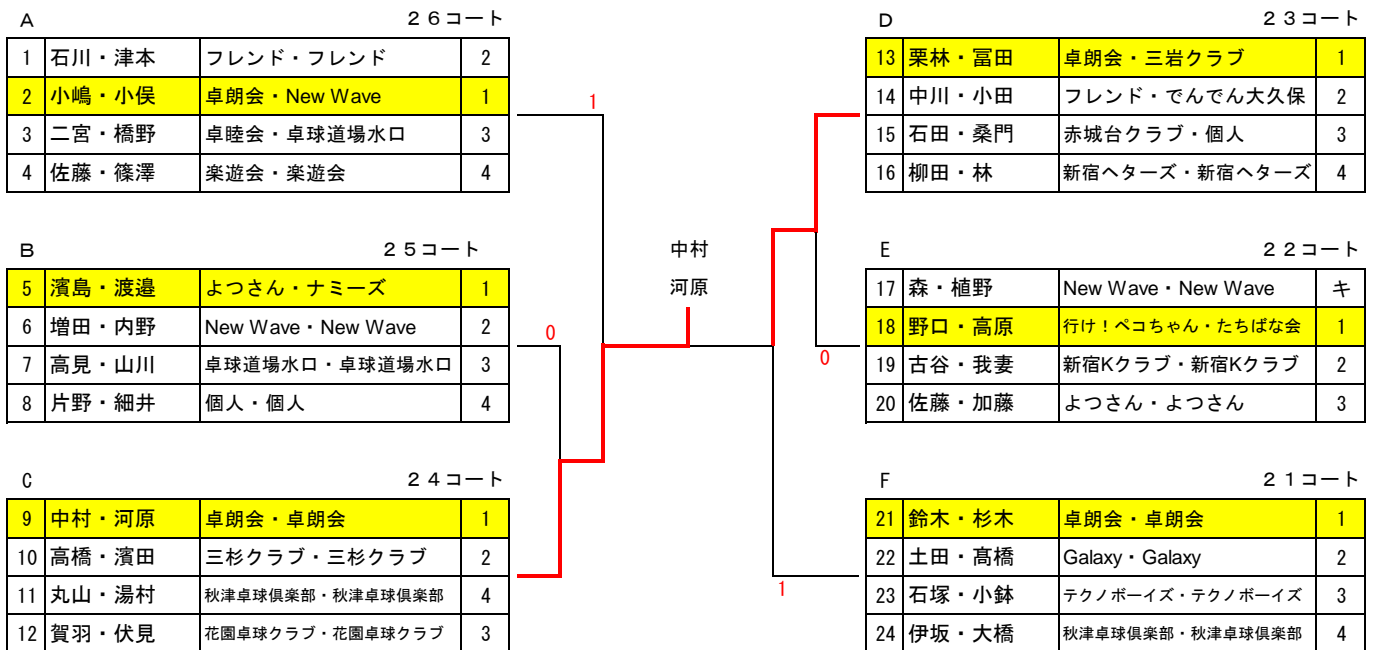 A ２６コート
1 石川・津本 フレンド・フレンド 2
2 小嶋・小俣 卓朗会・New Wave 1
3 二宮・橋野 卓睦会・卓球道場水口 3
4 佐藤・篠澤 楽遊会・楽遊会 4
B ２５コート
5 濱島・渡邉 よつさん・ナミーズ 1
6 増田・内野 New Wave・New Wave 2
7 高見・山川 卓球道場水口・卓球道場水口 3
8 片野・細井 個人・個人 4
C ２４コート
9 中村・河原 卓朗会・卓朗会 1
10 高橋・濱田 三杉クラブ・三杉クラブ 2
11 丸山・湯村 秋津卓球倶楽部・秋津卓球倶楽部 4
12 賀羽・伏見 花園卓球クラブ・花園卓球クラブ 3
1
0
中村
河原
0
1
D ２３コート
13 栗林・冨田 卓朗会・三岩クラブ 1
14 中川・小田 フレンド・でんでん大久保 2
15 石田・桑門 赤城台クラブ・個人 3
16 柳田・林 新宿ヘターズ・新宿ヘターズ 4
E ２２コート
17 森・植野 New Wave・New Wave キ
18 野口・高原 行け！ペコちゃん・たちばな会 1
19 古谷・我妻 新宿Kクラブ・新宿Kクラブ 2
20 佐藤・加藤 よつさん・よつさん 3
F ２１コート
21 鈴木・杉木 卓朗会・卓朗会 1
22 土田・髙橋 Galaxy・Galaxy 2
23 石塚・小鉢 テクノボーイズ・テクノボーイズ 3
24 伊坂・大橋 秋津卓球倶楽部・秋津卓球倶楽部 4